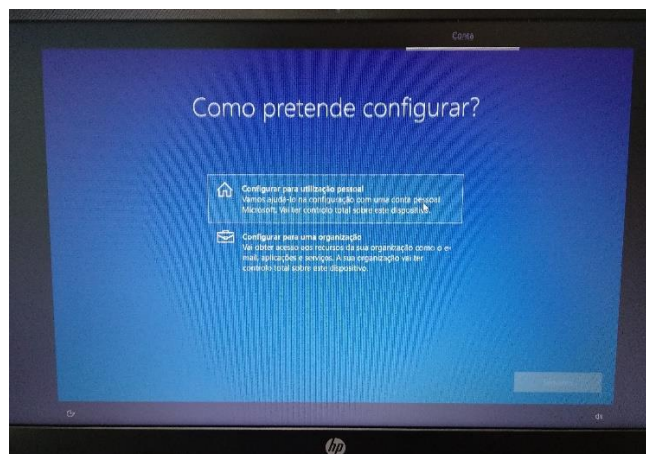 Conta
Como pretende configurar?
Configurar para utilização pessoal
Vamos ajudá-lo na configuração com uma conta pessoal
Microsoft. Vai ter controlo total sobre este dispositivo.
Configurar para uma organização
Vai obter acesso aos recursos da sua organização como o e-
mail, aplicações e serviços. A sua organização vai ter
controlo total sobre este dispositivo.
hp